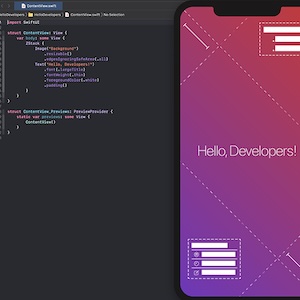 ContentView.swift
HelloDevelopers
HelloDevelopers
ContentView.swift
No Selection
import SwiftUI
struct ContentView: View {
var body: some View {
ZStack {
Image("Background")
.resizable()
.edgesIgnoringSafeArea(.all)
Text("Hello, Developers!")
.font(.largeTitle)
.fontWeight(.thin)
.foregroundColor(.white)
.padding()
}
}
}
struct ContentView_Previews: PreviewProvider {
static var previews: some View {
ContentView()
}
}
Hello, Developers!